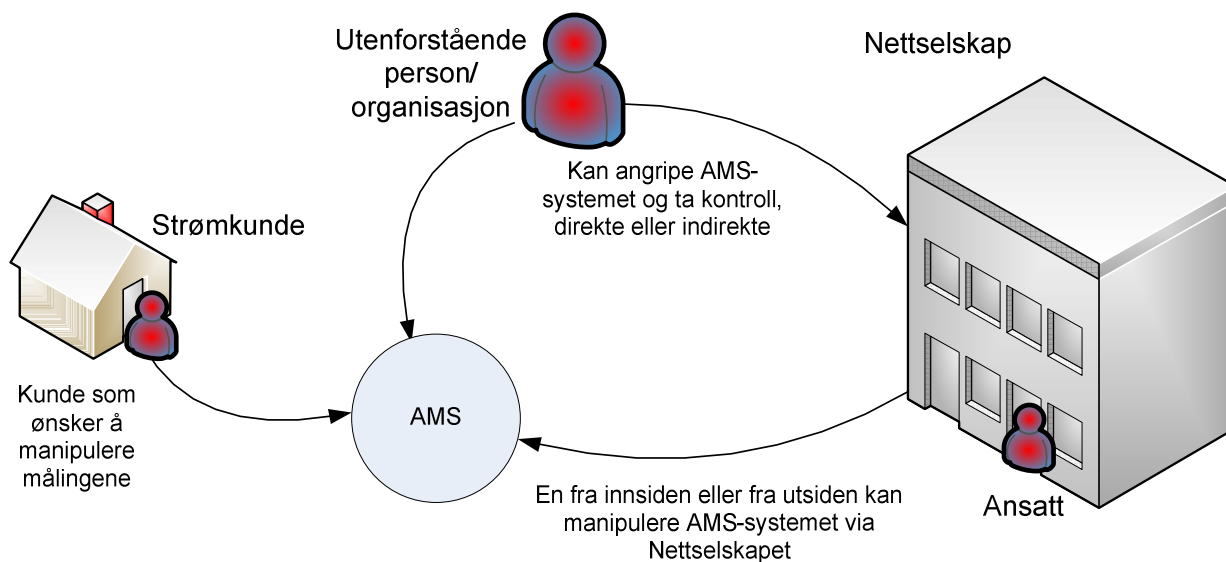 Utenforstående
person/
organisasjon
Nettselskap
Kan angripe AMS-
systemet og ta kontroll,
direkte eller indirekte
Strømkunde
Kunde som
ønsker å
manipulere
målingene
AMS
En fra innsiden eller fra utsiden kan
manipulere AMS-systemet via
Nettselskapet
Ansatt